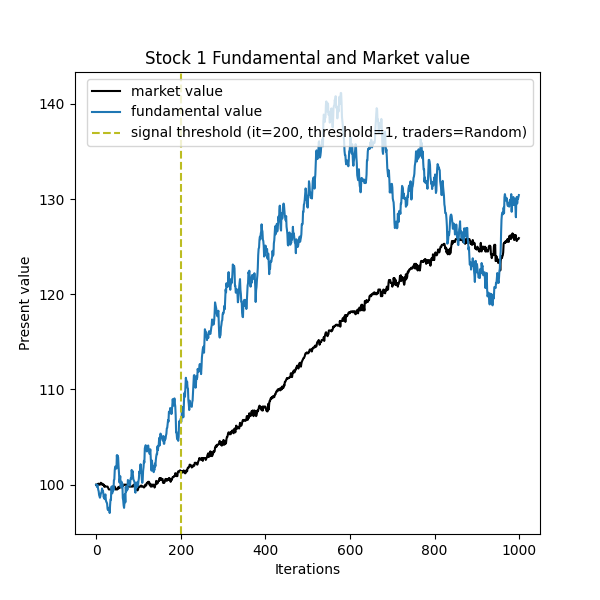 Stock 1 Fundamental and Market value
market value
fundamental value
signal threshold (it=200, threshold=1, traders=Random)
140
130
120
110
100
Present value
0 200 400 600 800 1000
Iterations